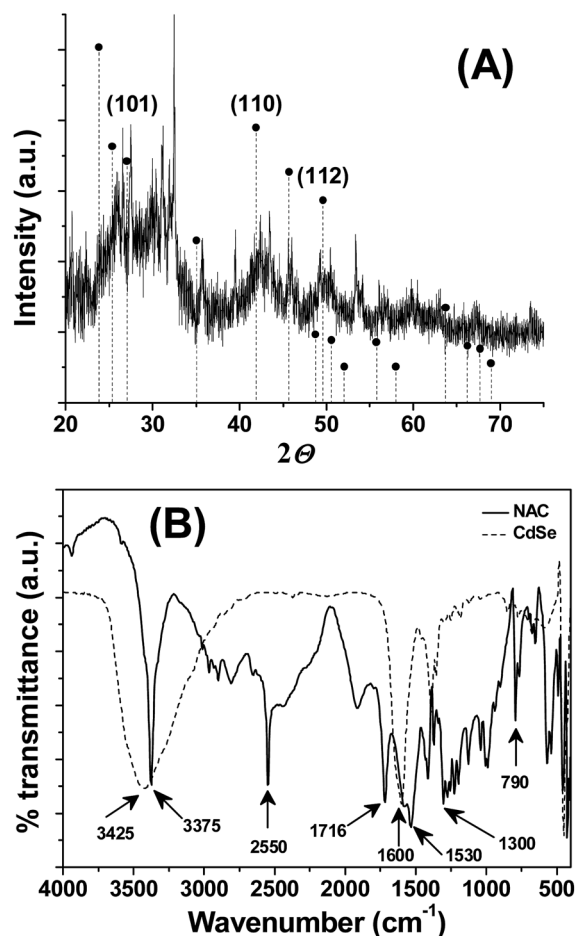 (A)
(101)
(110)
(112)
Intensity (a.u.)
20 30 40 50 60 70
2Θ
(B)
NAC
CdSe
% transmittance (a.u.)
3425
3375
2550
1716
1600
1530
1300
790
4000 3500 3000 2500 2000 1500 1000 500
Wavenumber (cm⁻¹)